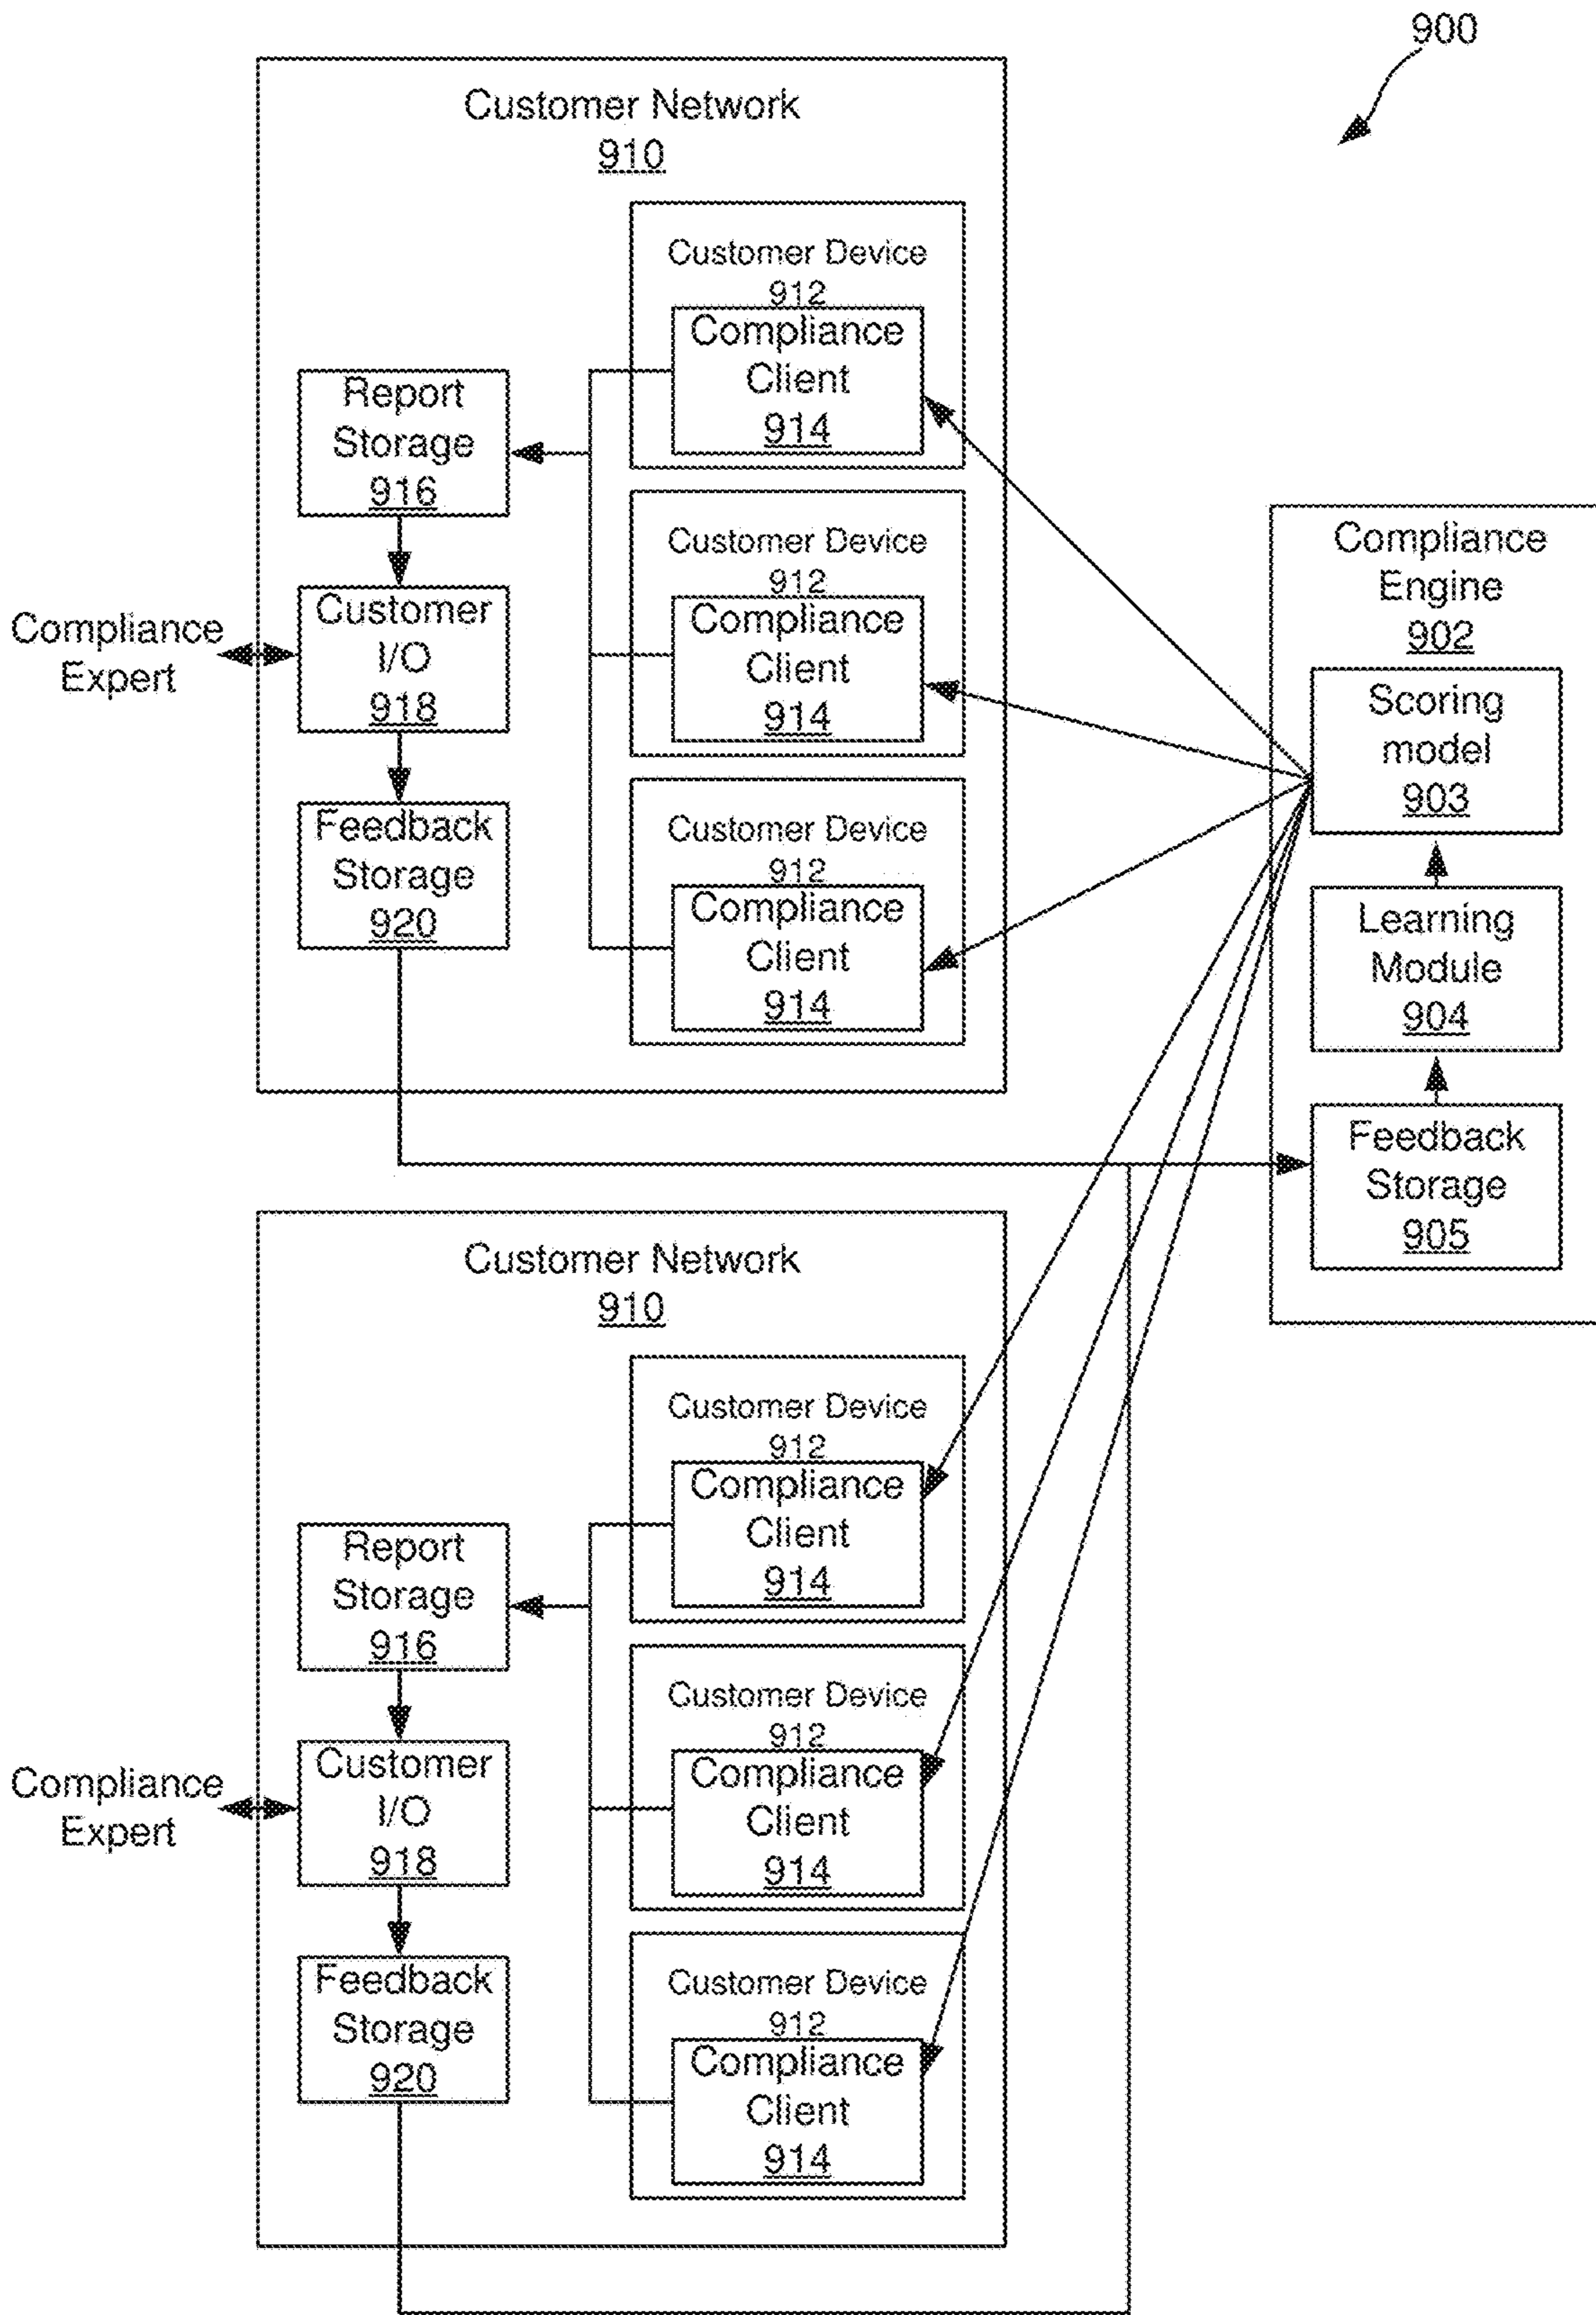 900
Customer Network
910
Customer Device
912
Compliance
Client
914
Report
Storage
916
Customer Device
912
Compliance
Client
914
Customer
I/O
918
Compliance
Expert
Customer Device
912
Compliance
Client
914
Feedback
Storage
920
Compliance
Engine
902
Scoring
model
903
Learning
Module
904
Feedback
Storage
905
Customer Network
910
Customer Device
912
Compliance
Client
914
Report
Storage
916
Customer Device
912
Compliance
Client
914
Customer
I/O
918
Compliance
Expert
Customer Device
912
Compliance
Client
914
Feedback
Storage
920